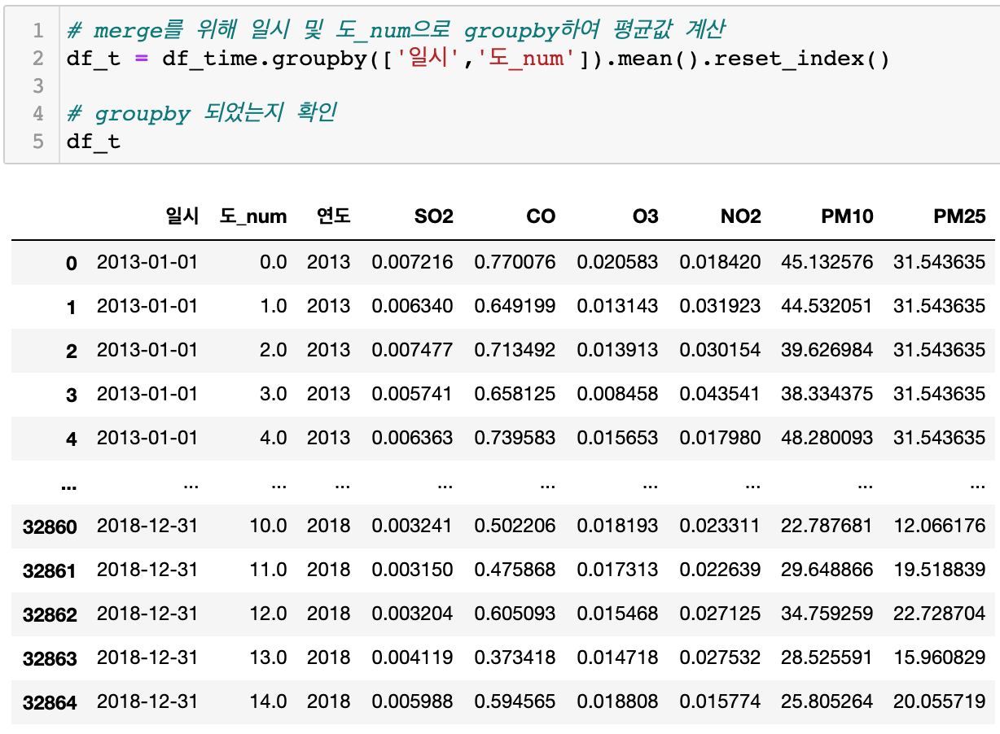 1 # merge를 위해 일시 및 도_num으로 groupby하여 평균값 계산
2 df_t = df_time.groupby(['일시','도_num']).mean().reset_index()
3
4 # groupby 되었는지 확인
5 df_t
일시 도_num 연도 SO2 CO O3 NO2 PM10 PM25
0 2013-01-01 0.0 2013 0.007216 0.770076 0.020583 0.018420 45.132576 31.543635
1 2013-01-01 1.0 2013 0.006340 0.649199 0.013143 0.031923 44.532051 31.543635
2 2013-01-01 2.0 2013 0.007477 0.713492 0.013913 0.030154 39.626984 31.543635
3 2013-01-01 3.0 2013 0.005741 0.658125 0.008458 0.043541 38.334375 31.543635
4 2013-01-01 4.0 2013 0.006363 0.739583 0.015653 0.017980 48.280093 31.543635
... ... ... ... ... ... ... ... ... ...
32860 2018-12-31 10.0 2018 0.003241 0.502206 0.018193 0.023311 22.787681 12.066176
32861 2018-12-31 11.0 2018 0.003150 0.475868 0.017313 0.022639 29.648866 19.518839
32862 2018-12-31 12.0 2018 0.003204 0.605093 0.015468 0.027125 34.759259 22.728704
32863 2018-12-31 13.0 2018 0.004119 0.373418 0.014718 0.027532 28.525591 15.960829
32864 2018-12-31 14.0 2018 0.005988 0.594565 0.018808 0.015774 25.805264 20.055719